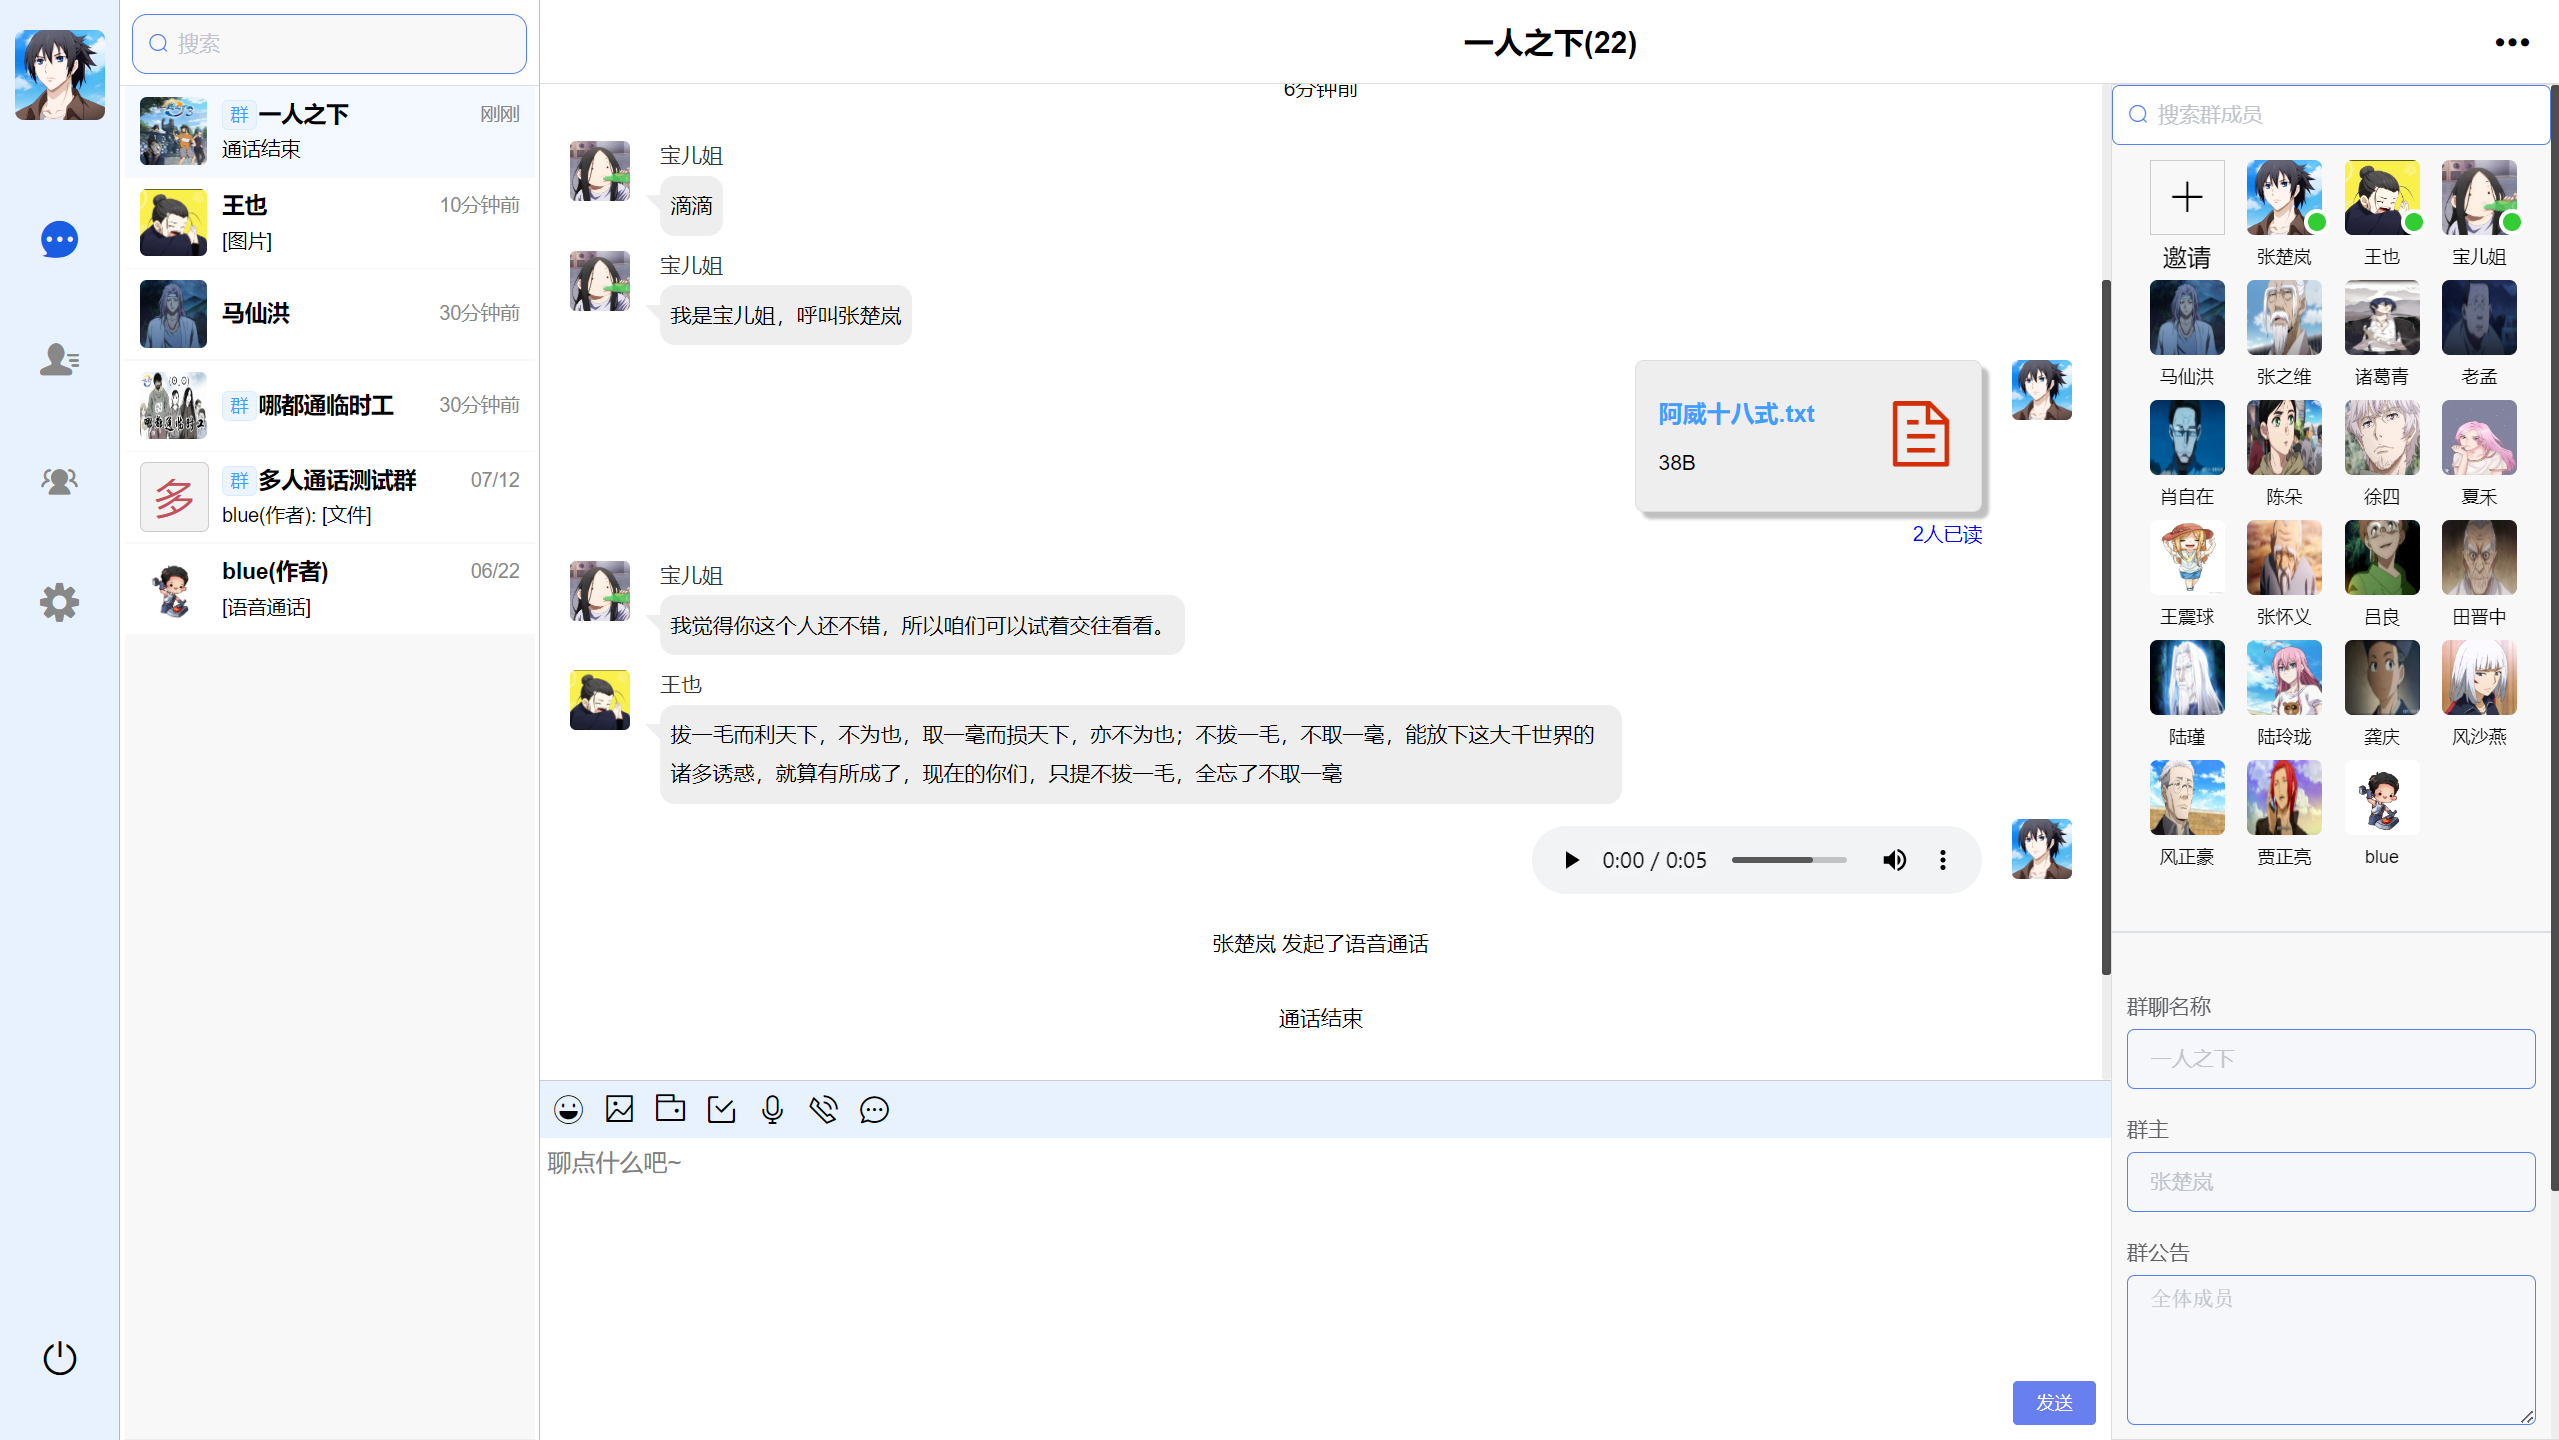 搜索
群 一人之下 刚刚
通话结束
王也 10分钟前
[图片]
马仙洪 30分钟前
群 哪都通临时工 30分钟前
多
群 多人通话测试群 07/12
blue(作者): [文件]
blue(作者) 06/22
[语音通话]
一人之下(22)
6分钟前
宝儿姐
滴滴
宝儿姐
我是宝儿姐，呼叫张楚岚
阿威十八式.txt
38B
2人已读
宝儿姐
我觉得你这个人还不错，所以咱们可以试着交往看看。
王也
拔一毛而利天下，不为也，取一毫而损天下，亦不为也；不拔一毛，不取一毫，能放下这大千世界的
诸多诱惑，就算有所成了，现在的你们，只提不拔一毛，全忘了不取一毫
0:00 / 0:05
张楚岚 发起了语音通话
通话结束
聊点什么吧~
发送
搜索群成员
邀请 张楚岚 王也 宝儿姐
马仙洪 张之维 诸葛青 老孟
肖自在 陈朵 徐四 夏禾
王震球 张怀义 吕良 田晋中
陆瑾 陆玲珑 龚庆 风沙燕
风正豪 贾正亮 blue
群聊名称
一人之下
群主
张楚岚
群公告
全体成员